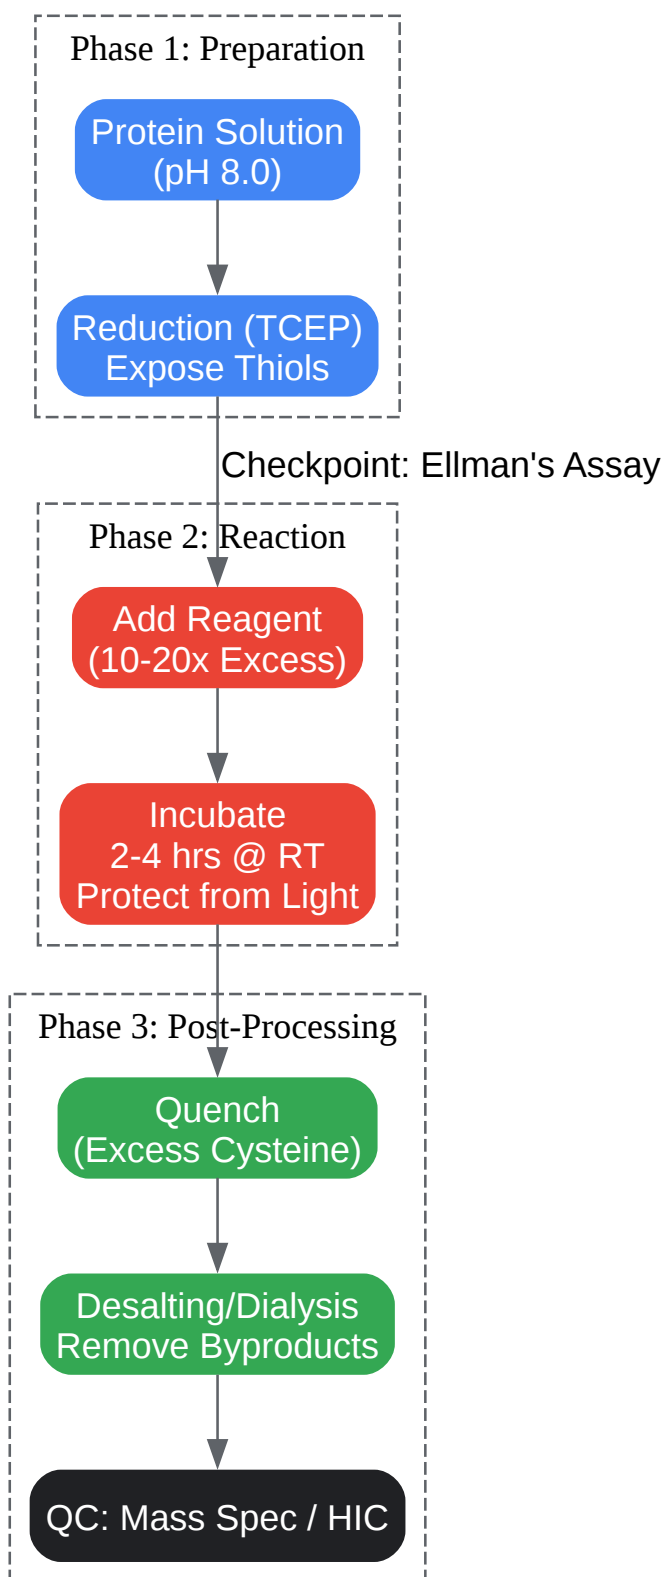 Phase 1: Preparation
Protein Solution
(pH 8.0)
Reduction (TCEP)
Expose Thiols
Checkpoint: Ellman's Assay
Phase 2: Reaction
Add Reagent
(10-20x Excess)
Incubate
2-4 hrs @ RT
Protect from Light
Phase 3: Post-Processing
Quench
(Excess Cysteine)
Desalting/Dialysis
Remove Byproducts
QC: Mass Spec / HIC